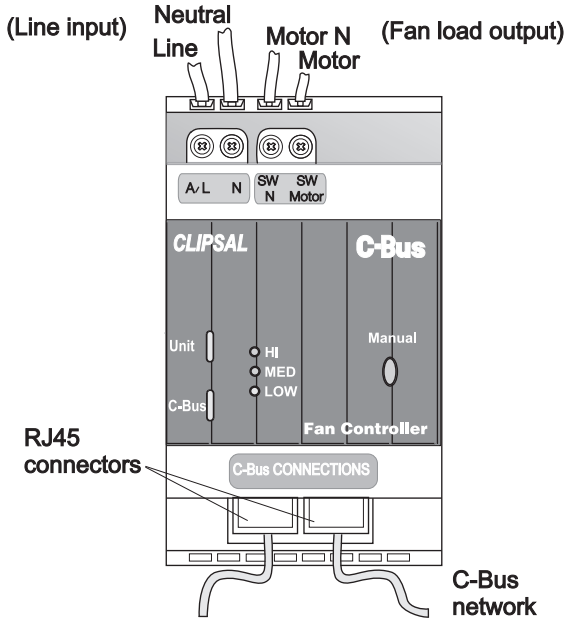 (Line input)
Neutral
Line
Motor N
Motor
(Fan load output)
A/L N SW N SW Motor
CLIPSAL C-Bus
Unit
HI
MED
LOW
C-Bus
Manual
Fan Controller
RJ45
connectors
C-Bus CONNECTIONS
C-Bus
network